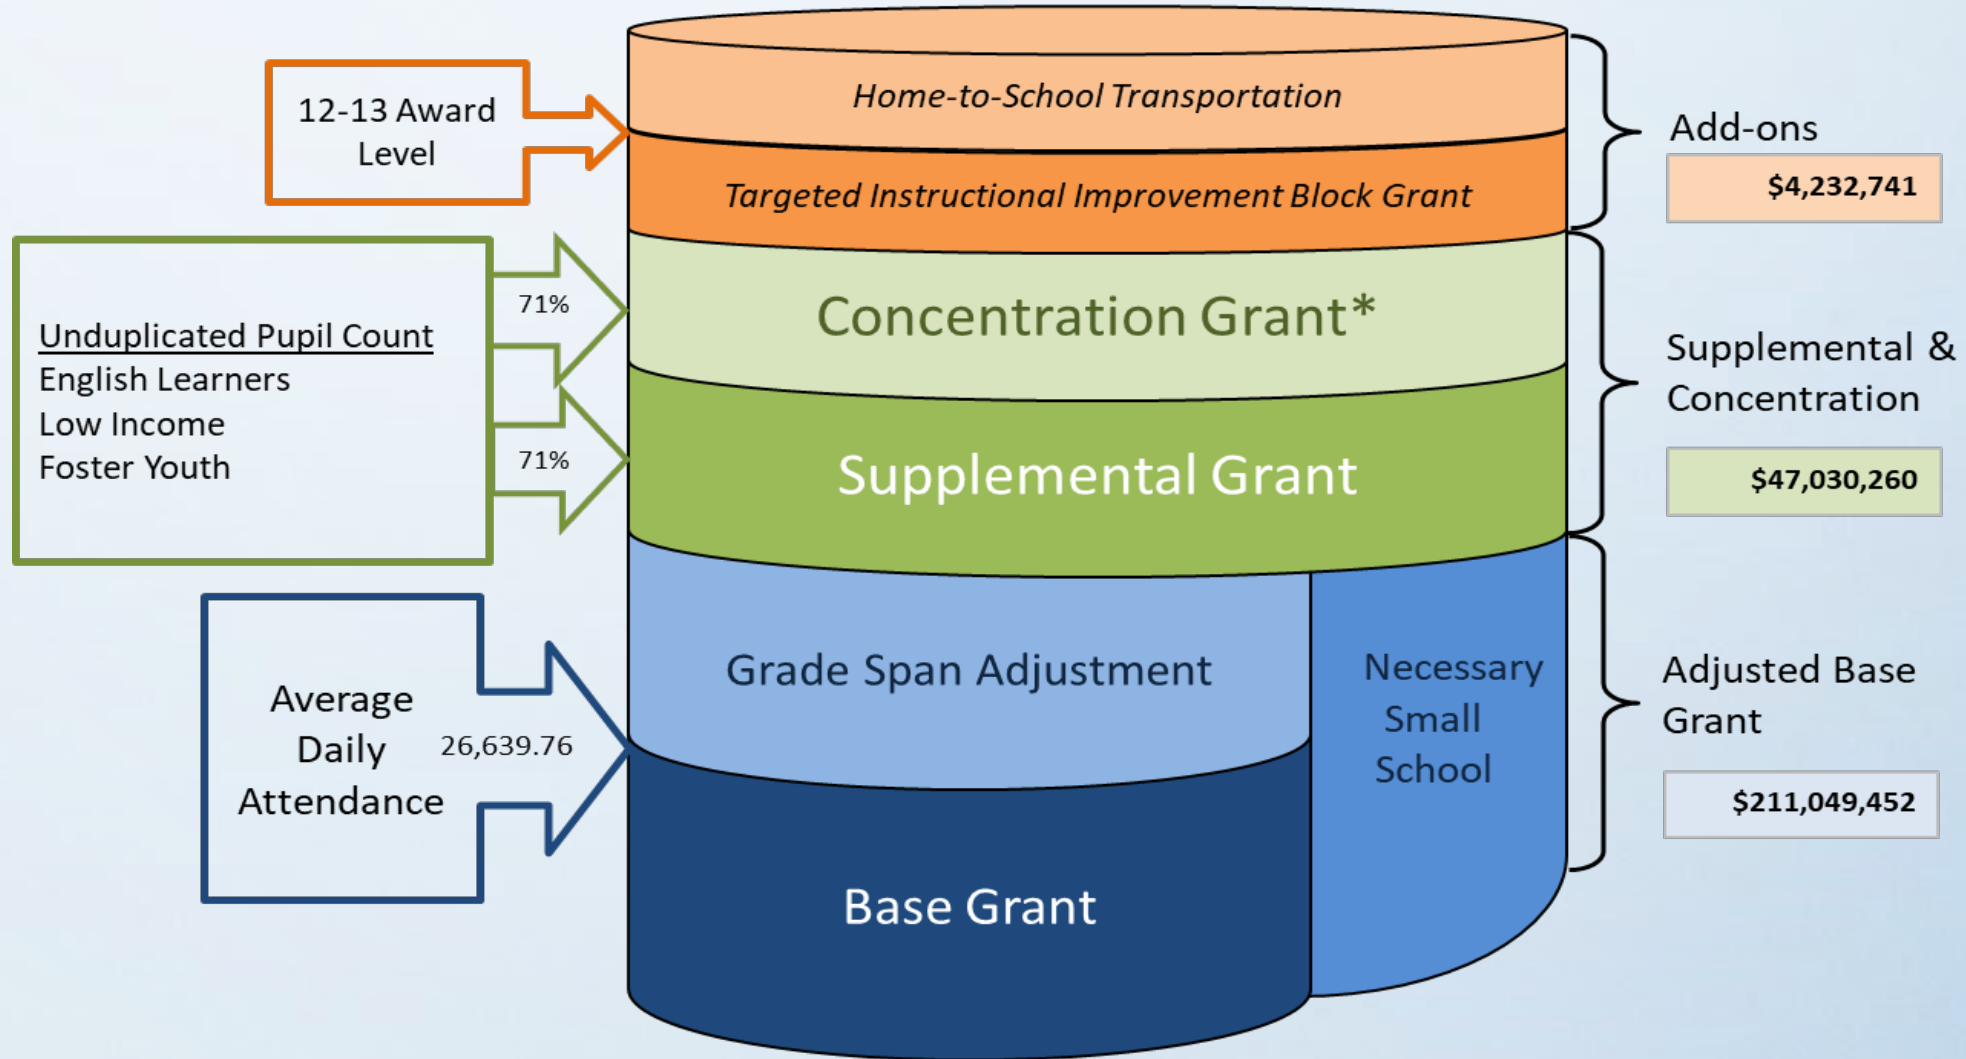 12-13 Award
Level
Home-to-School Transportation
Targeted Instructional Improvement Block Grant
Add-ons
$4,232,741
Unduplicated Pupil Count
English Learners
Low Income
Foster Youth
71%
71%
Concentration Grant*
Supplemental Grant
Supplemental &
Concentration
$47,030,260
Average
Daily
Attendance
26,639.76
Grade Span Adjustment
Base Grant
Necessary
Small
School
Adjusted Base
Grant
$211,049,452